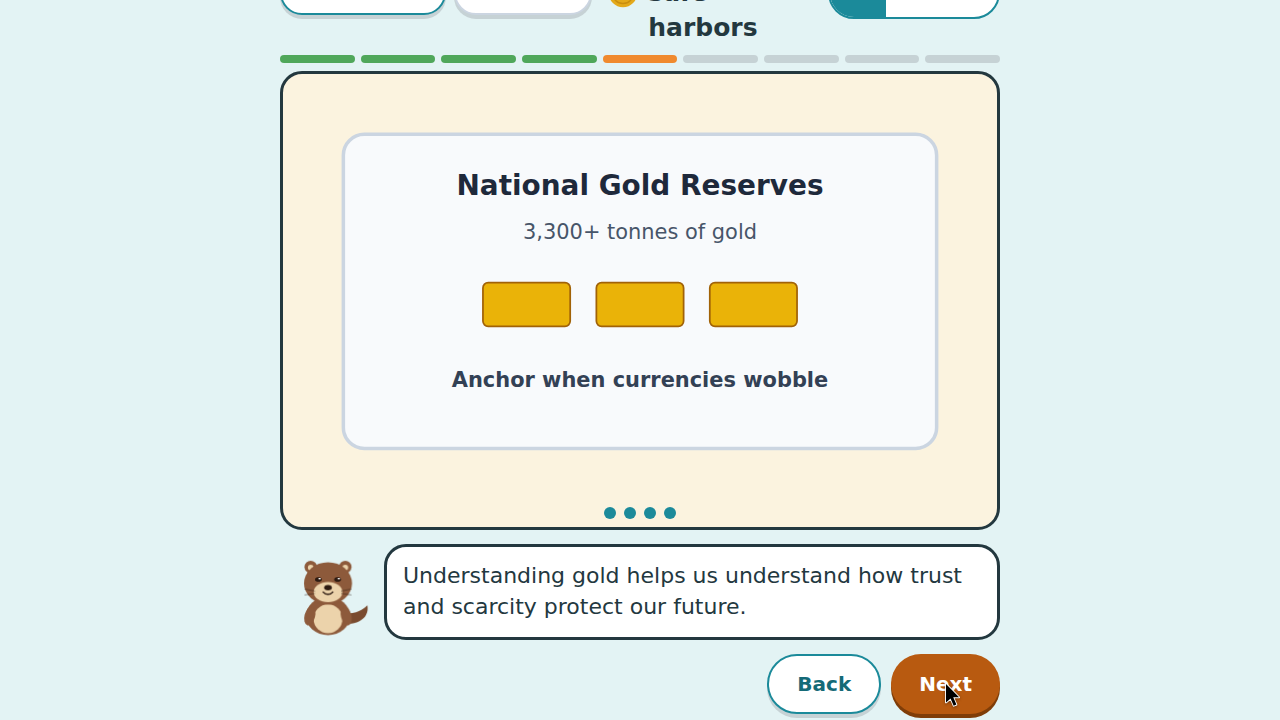 harbors
National Gold Reserves
3,300+ tonnes of gold
Anchor when currencies wobble
Understanding gold helps us understand how trust
and scarcity protect our future.
Back
Next